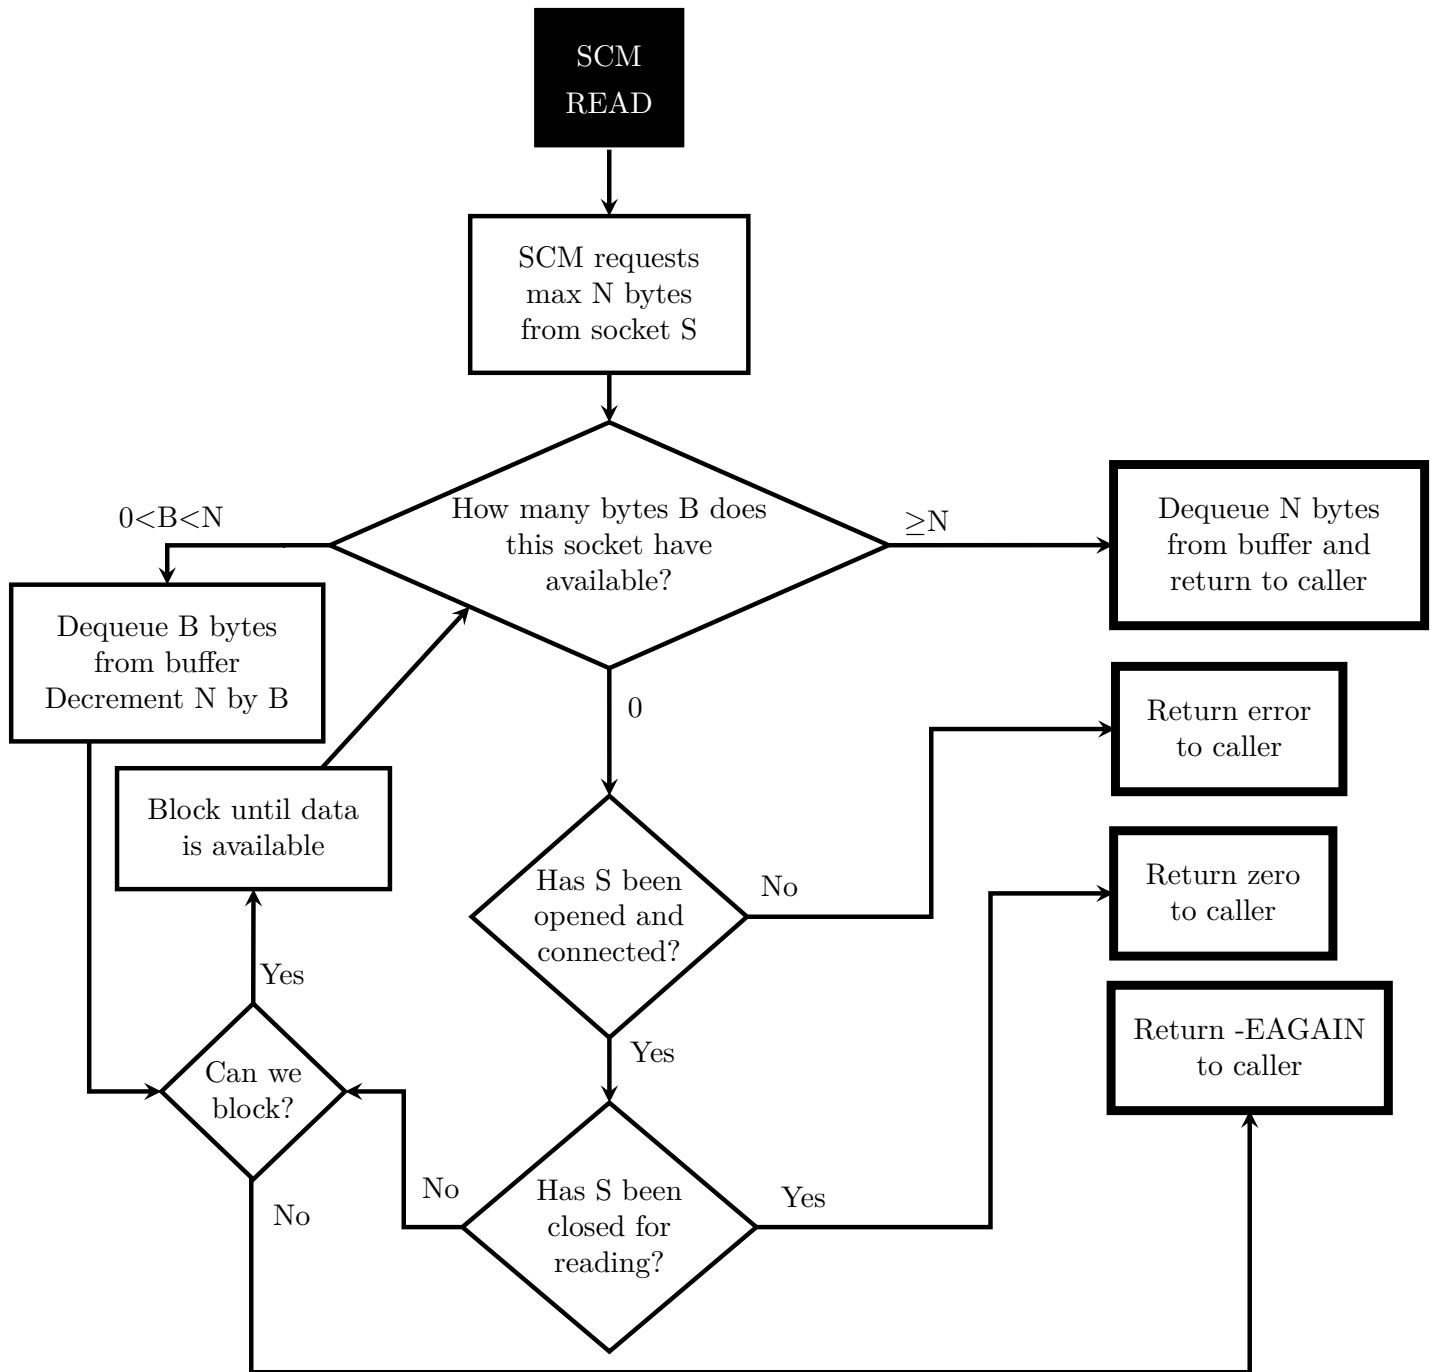 SCM
READ
SCM requests
max N bytes
from socket S
How many bytes B does
this socket have
available?
0<B<N
≥N
0
Dequeue N bytes
from buffer and
return to caller
Dequeue B bytes
from buffer
Decrement N by B
Return error
to caller
Block until data
is available
Has S been
opened and
connected?
No
Yes
Return zero
to caller
Yes
Can we
block?
No
Return -EAGAIN
to caller
Has S been
closed for
reading?
No
Yes